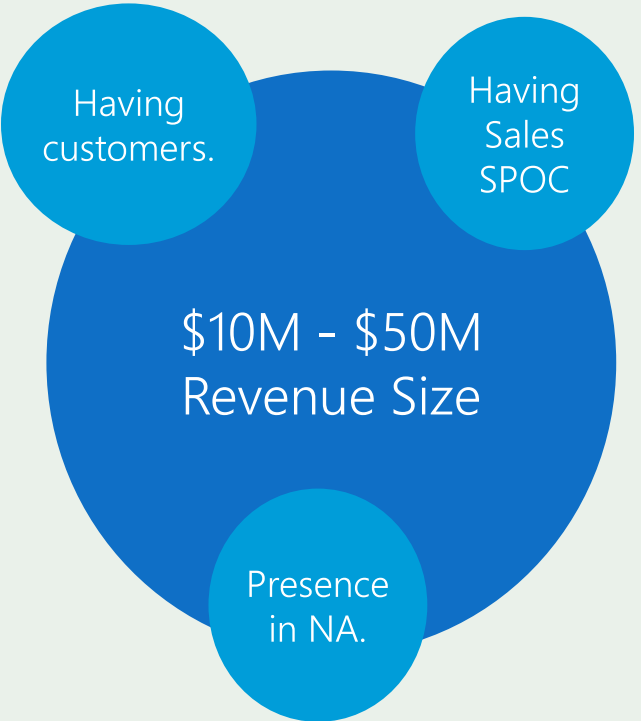 Having
customers.
Having
Sales
SPOC
$10M - $50M
Revenue Size
Presence
in NA.